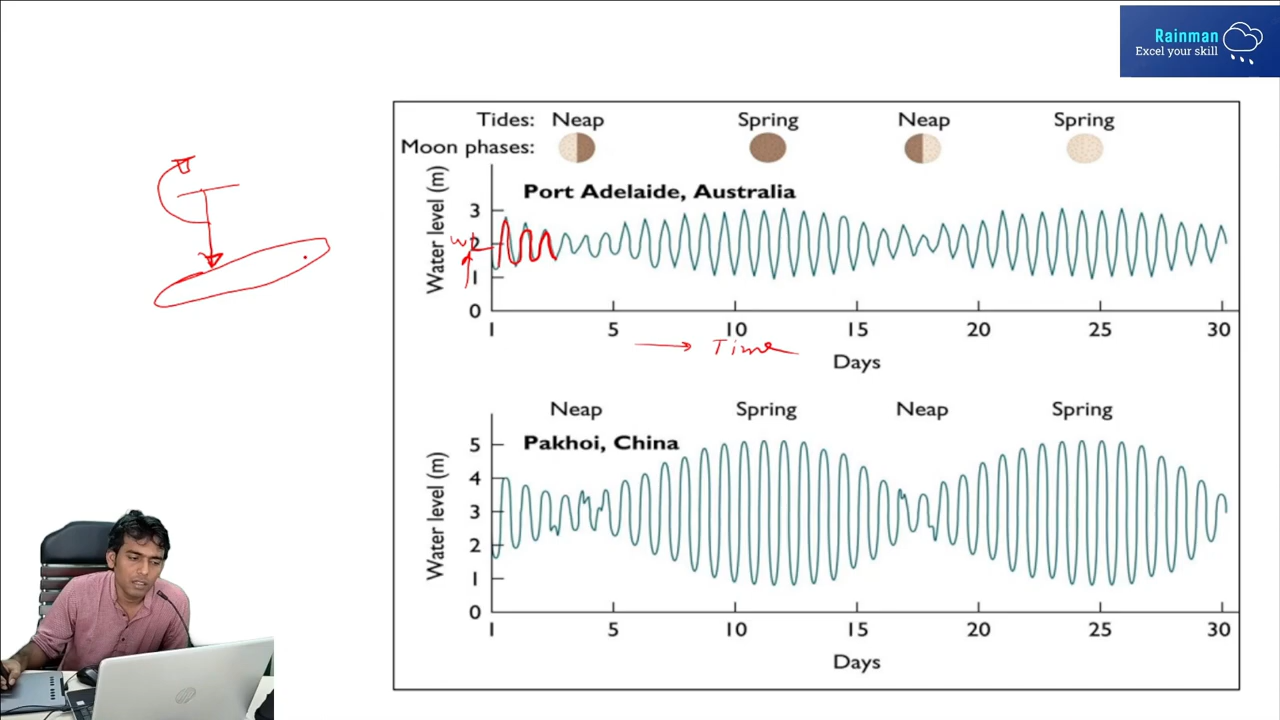 Rainman
Excel your skill
Tides: Neap Spring Neap Spring
Moon phases:
Port Adelaide, Australia
Water level (m)
3
2
1
0
1 5 10 15 20 25 30
Time
Days
Neap Spring Neap Spring
Pakhoi, China
Water level (m)
5
4
3
2
1
0
1 5 10 15 20 25 30
Days